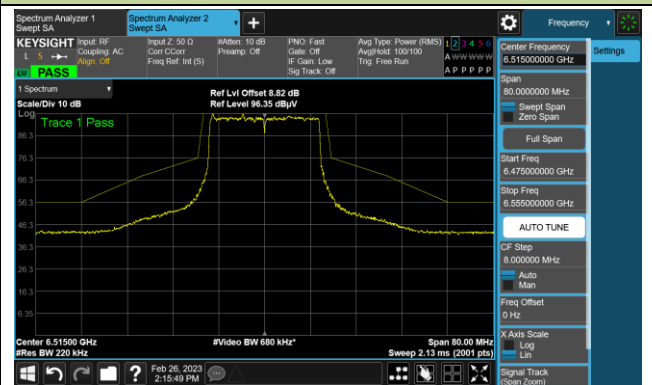 Spectrum Analyzer 1
Swept SA
Spectrum Analyzer 2
Swept SA
+
Frequency
KEYSIGHT
L S
LXI PASS
Input: RF
Coupling: AC
Align: Off
Input Z: 50 Ω
Corr CCorr
Freq Ref: Int (S)
#Atten: 10 dB
Preamp: Off
PNO: Fast
Gate: Off
IF Gain: Low
Sig Track: Off
Avg Type: Power (RMS)
Avg|Hold: 100/100
Trig: Free Run
1 2 3 4 5 6
A W W W W W
A P P P P P
Settings
1 Spectrum
Scale/Div 10 dB
Log
Ref Lvl Offset 8.82 dB
Ref Level 96.35 dBµV
Trace 1 Pass
86.3
76.3
66.3
56.3
46.3
36.3
26.3
16.3
6.35
Center 6.51500 GHz
#Res BW 220 kHz
#Video BW 680 kHz*
Span 80.00 MHz
Sweep 2.13 ms (2001 pts)
Center Frequency
6.515000000 GHz
Span
80.0000000 MHz
Swept Span
Zero Span
Full Span
Start Freq
6.475000000 GHz
Stop Freq
6.555000000 GHz
AUTO TUNE
CF Step
8.000000 MHz
Auto
Man
Freq Offset
0 Hz
X Axis Scale
Log
Lin
Signal Track
(Span Zoom)
?
Feb 26, 2023
2:15:49 PM